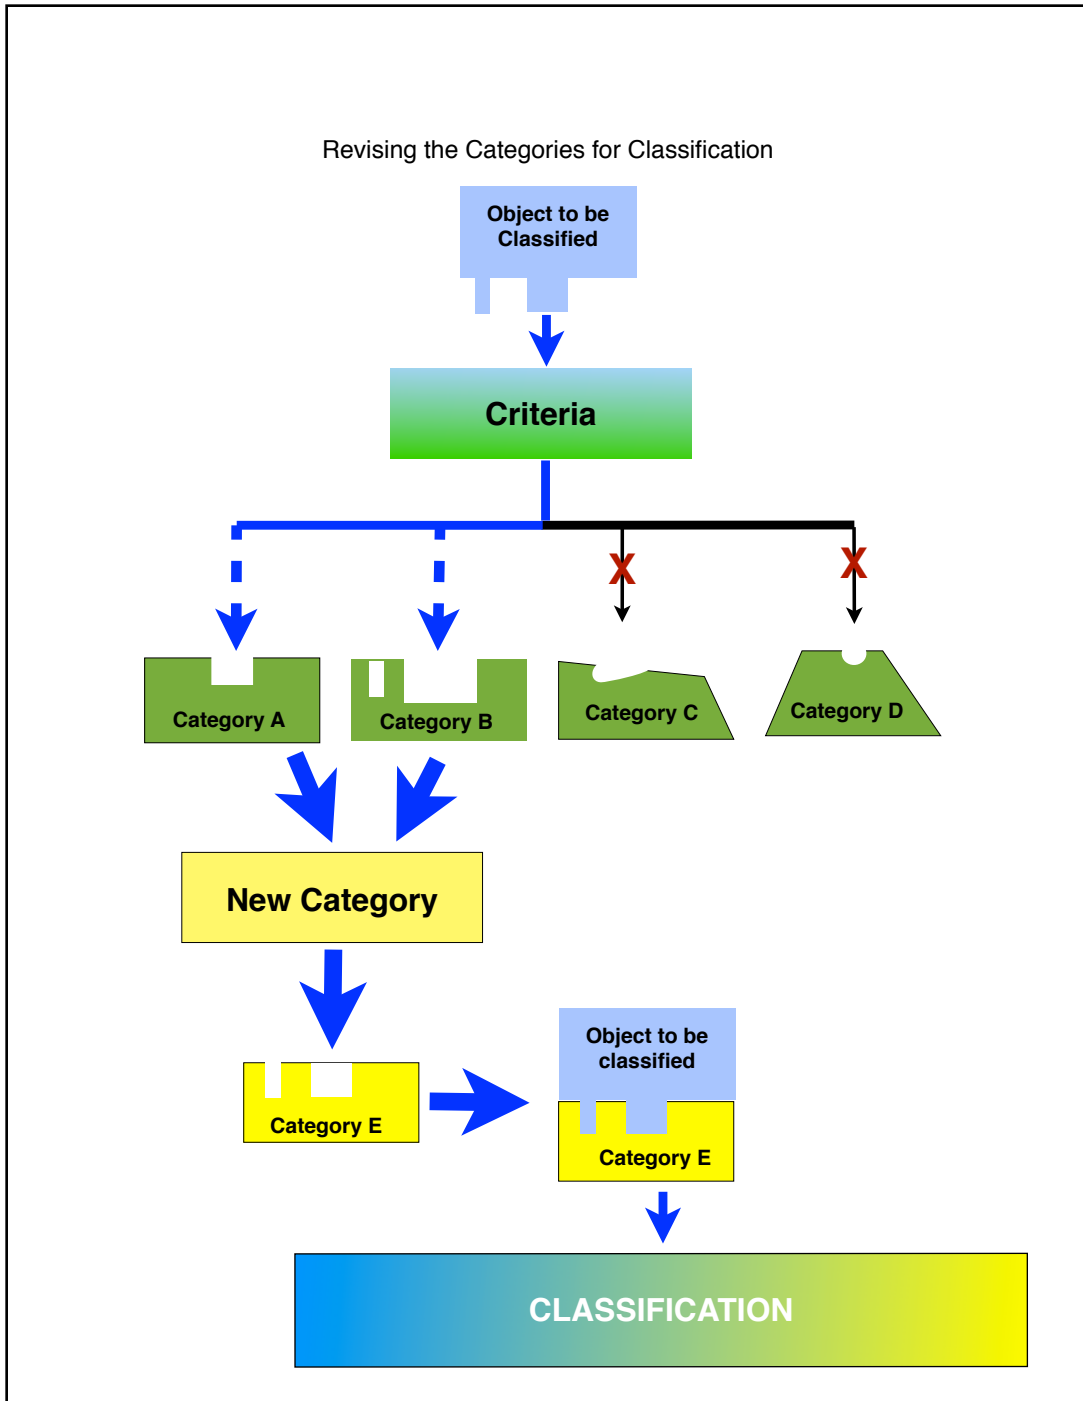 Revising the Categories for Classification
Object to be
Classified
Criteria
X
X
Category A
Category B
Category C
Category D
New Category
Object to be
classified
Category E
Category E
CLASSIFICATION